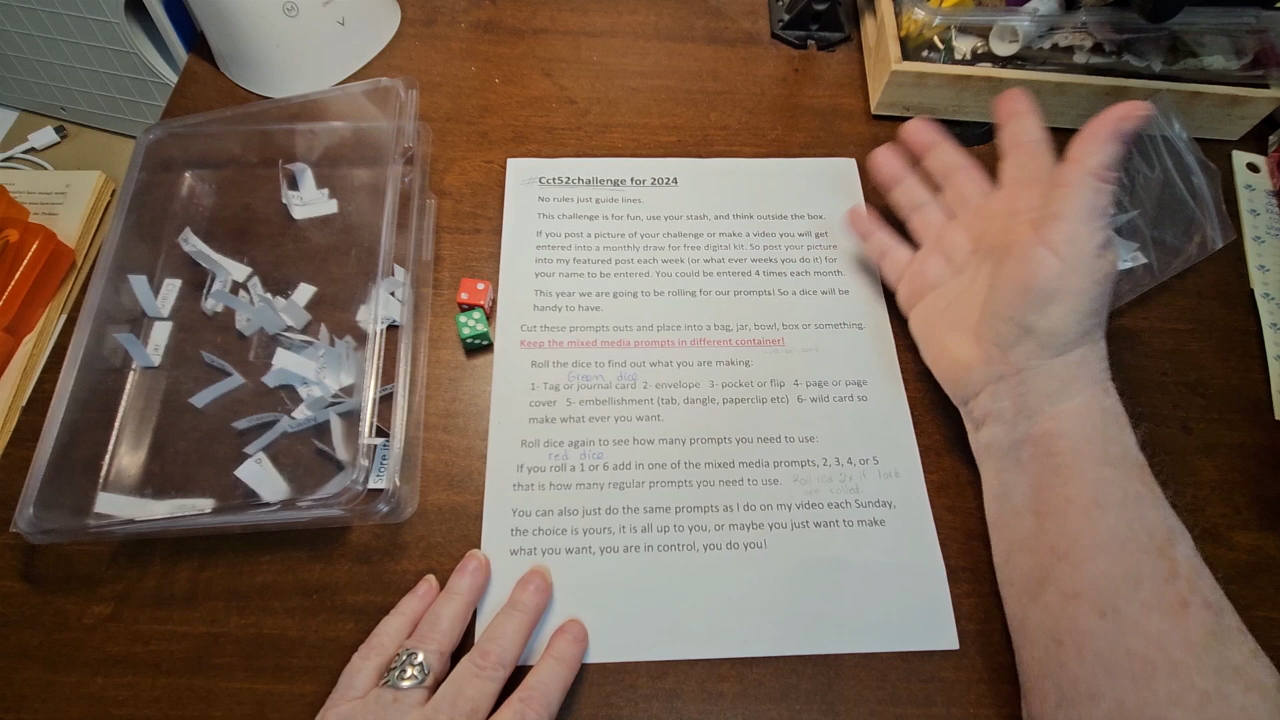 #Cct52challenge for 2024
No rules just guide lines.
This challenge is for fun, use your stash, and think outside the box.
If you post a picture of your challenge or make a video you will get
entered into a monthly draw for free digital kit. So post your picture
into my featured post each week (or what ever weeks you do it) for
your name to be entered. You could be entered 4 times each month.
This year we are going to be rolling for our prompts! So a dice will be
handy to have.
Cut these prompts outs and place into a bag, jar, bowl, box or something.
Keep the mixed media prompts in different container!
Roll the dice to find out what you are making:
Green dice
1- Tag or journal card 2- envelope 3- pocket or flip 4- page or page
cover 5- embellishment (tab, dangle, paperclip etc) 6- wild card so
make what ever you want.
Roll dice again to see how many prompts you need to use:
red dice
If you roll a 1 or 6 add in one of the mixed media prompts, 2, 3, 4, or 5
that is how many regular prompts you need to use. Roll red 2x if
are rolled.
You can also just do the same prompts as I do on my video each Sunday,
the choice is yours, it is all up to you, or maybe you just want to make
what you want, you are in control, you do you!
Store it
Jar
M